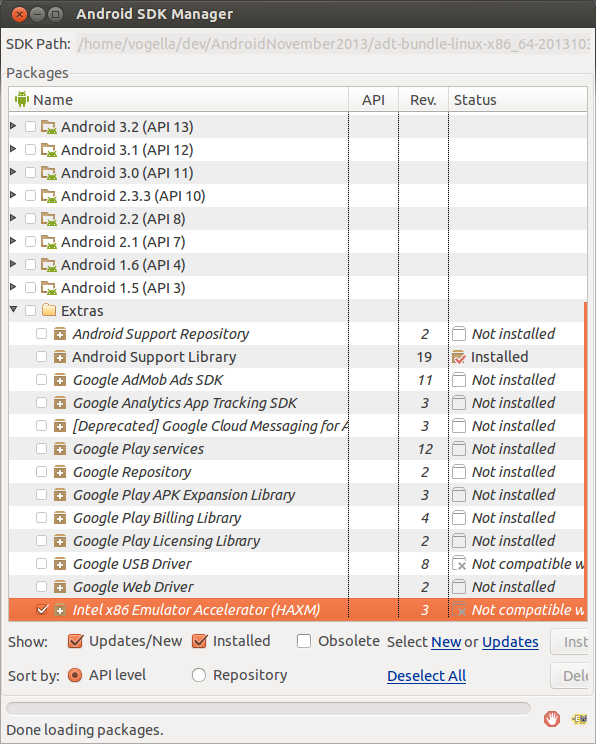 Android SDK Manager
SDK Path: /home/vogella/dev/AndroidNovember2013/adt-bundle-linux-x86_64-2013103
Packages
Name API Rev. Status
Android 3.2 (API 13)
Android 3.1 (API 12)
Android 3.0 (API 11)
Android 2.3.3 (API 10)
Android 2.2 (API 8)
Android 2.1 (API 7)
Android 1.6 (API 4)
Android 1.5 (API 3)
Extras
Android Support Repository 2 Not installed
Android Support Library 19 Installed
Google AdMob Ads SDK 11 Not installed
Google Analytics App Tracking SDK 3 Not installed
[Deprecated] Google Cloud Messaging for A 3 Not installed
Google Play services 12 Not installed
Google Repository 2 Not installed
Google Play APK Expansion Library 3 Not installed
Google Play Billing Library 4 Not installed
Google Play Licensing Library 2 Not installed
Google USB Driver 8 Not compatible w
Google Web Driver 2 Not installed
Intel x86 Emulator Accelerator (HAXM) 3 Not compatible w
Show: Updates/New Installed Obsolete Select New or Updates Inst
Sort by: API level Repository Deselect All Dele
Done loading packages.